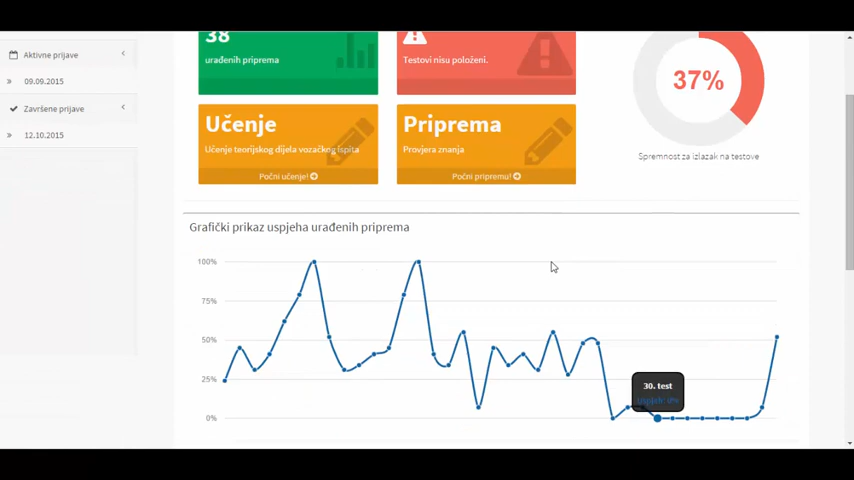 Aktivne prijave
09.09.2015
Završene prijave
12.10.2015
38
urađenih priprema
Testovi nisu položeni.
37%
Spremnost za izlazak na testove
Učenje
Učenje teorijskog dijela vozačkog ispita
Počni učenje!
Priprema
Provjera znanja
Počni pripremu!
Grafički prikaz uspjeha urađenih priprema
100%
75%
50%
25%
0%
30. test
Uspjeh: 0%